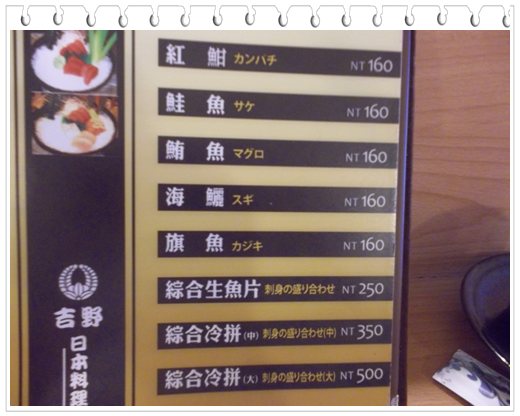 紅魽 カンパチ NT 160
鮭魚 サケ NT 160
鮪魚 マグロ NT 160
海鱺 スギ NT 160
旗魚 カジキ NT 160
綜合生魚片 刺身の盛り合わせ NT 250
綜合冷拼(中) 刺身の盛り合わせ(中) NT 350
綜合冷拼(大) 刺身の盛り合わせ(大) NT 500
吉野
日本料理